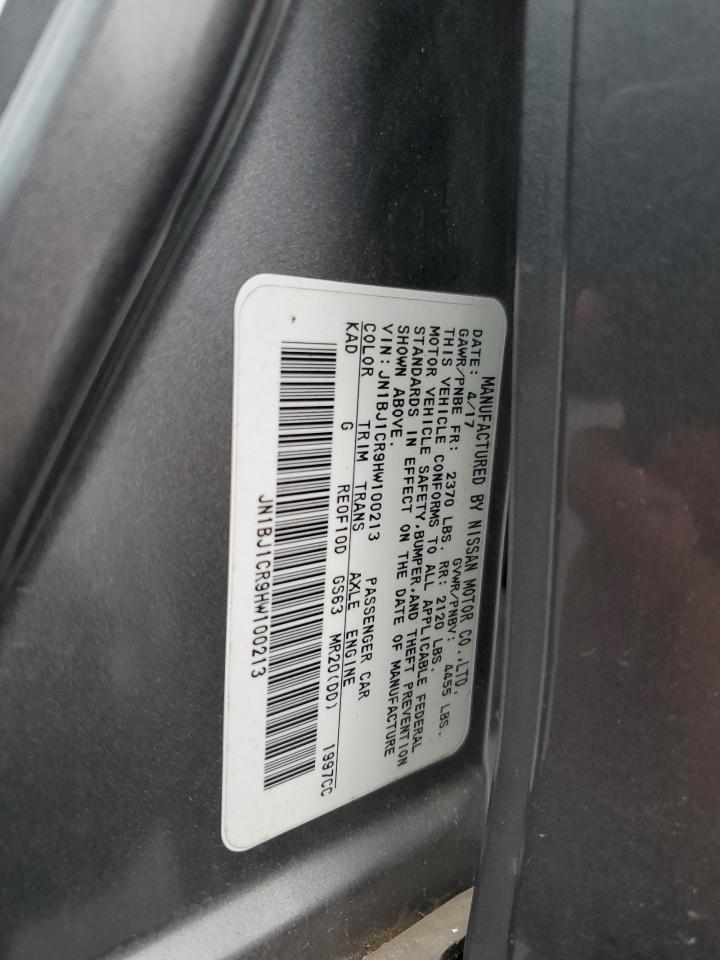 MANUFACTURED BY NISSAN MOTOR CO.,LTD.
DATE: 4/17 GVWR/PNBV: 4455 LBS.
GAWR/PNBE FR: 2370 LBS. RR: 2120 LBS.
THIS VEHICLE CONFORMS TO ALL APPLICABLE FEDERAL
MOTOR VEHICLE SAFETY,BUMPER,AND THEFT PREVENTION
STANDARDS IN EFFECT ON THE DATE OF MANUFACTURE
SHOWN ABOVE.
VIN: JN1BJ1CR9HW100213 PASSENGER CAR
COLOR TRIM TRANS AXLE ENGINE
KAD G RE0F10D GS63 MR20(DD) 1997CC
JN1BJ1CR9HW100213